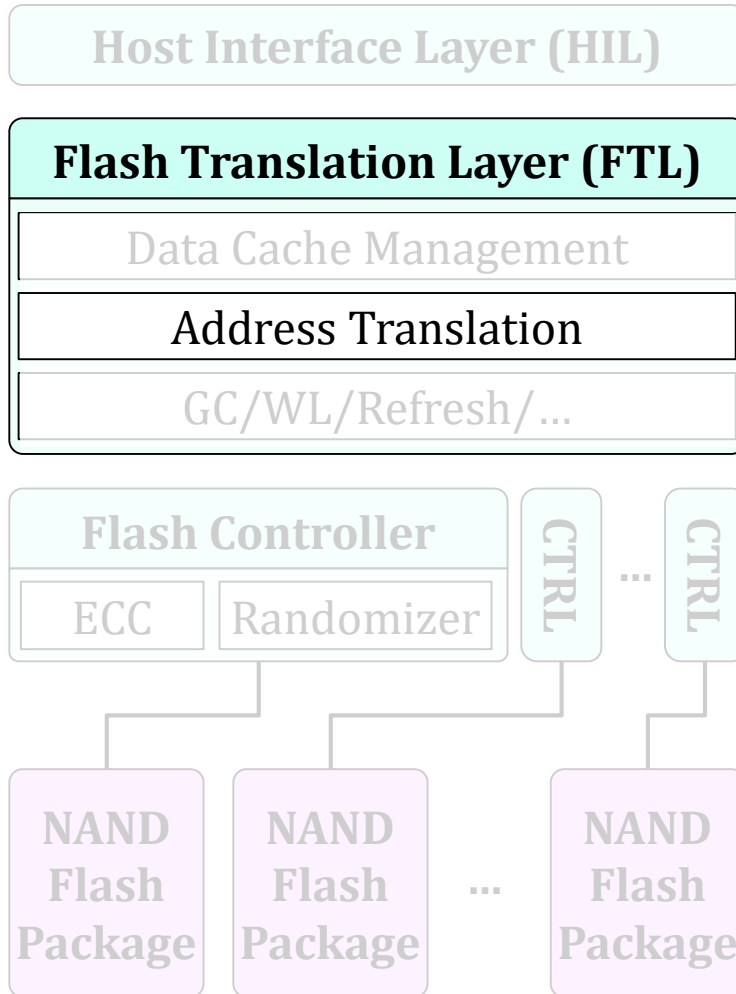 Host Interface Layer (HIL)
Flash Translation Layer (FTL)
Data Cache Management
Address Translation
GC/WL/Refresh/…
Flash Controller
ECC
Randomizer
CTRL
...
CTRL
NAND
Flash
Package
NAND
Flash
Package
...
NAND
Flash
Package